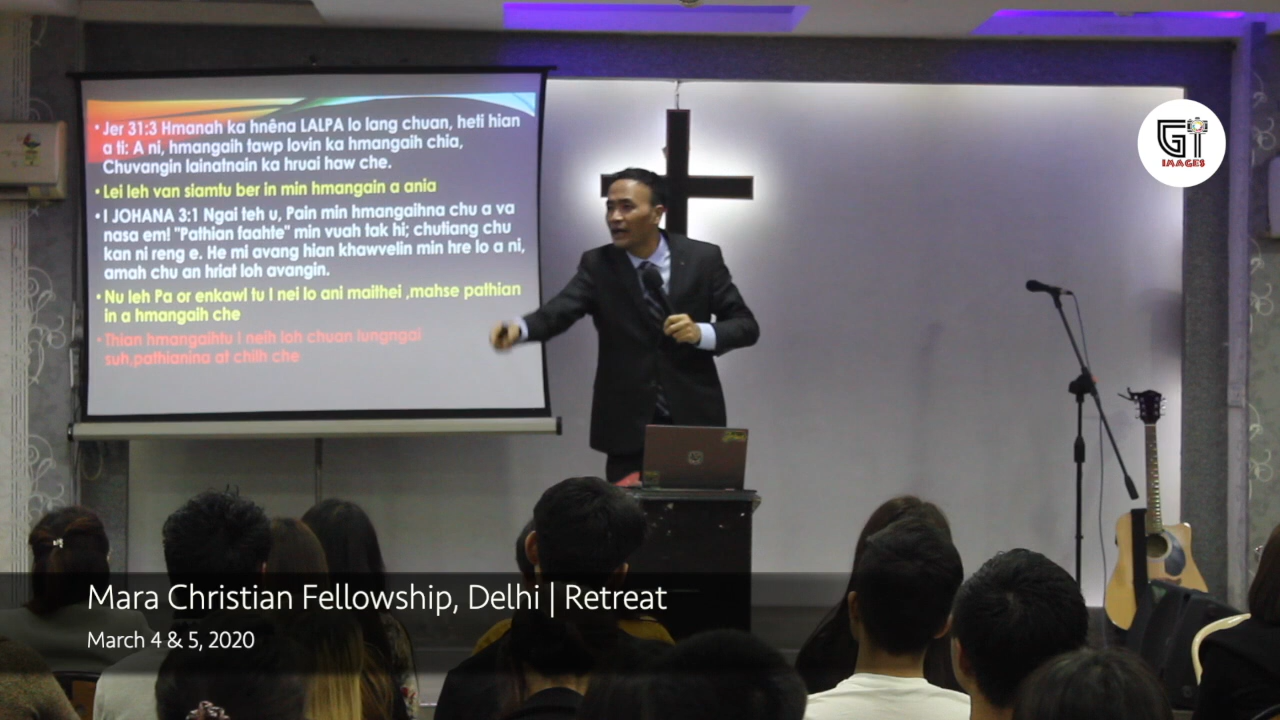 • Jer 31:3 Hmanah ka hnêna LALPA lo lang chuan, heti hian
a ti: A ni, hmangaih tawp lovin ka hmangaih chia,
Chuvangin lainatnain ka hruai haw che.
• Lei leh van siamtu ber in min hmangain a ania
• I JOHANA 3:1 Ngai teh u, Pain min hmangaihna chu a va
nasa em! "Pathian faahte" min vuah tak hi; chutiang chu
kan ni reng e. He mi avang hian khawvelin min hre lo a ni,
amah chu an hriat loh avangin.
• Nu leh Pa or enkawl tu I nei lo ani maithei ,mahse pathian
in a hmangaih che
• Thian hmangaihtu I neih loh chuan lungngai
suh,pathianina at chilh che
GT
IMAGES
Mara Christian Fellowship, Delhi | Retreat
March 4 & 5, 2020